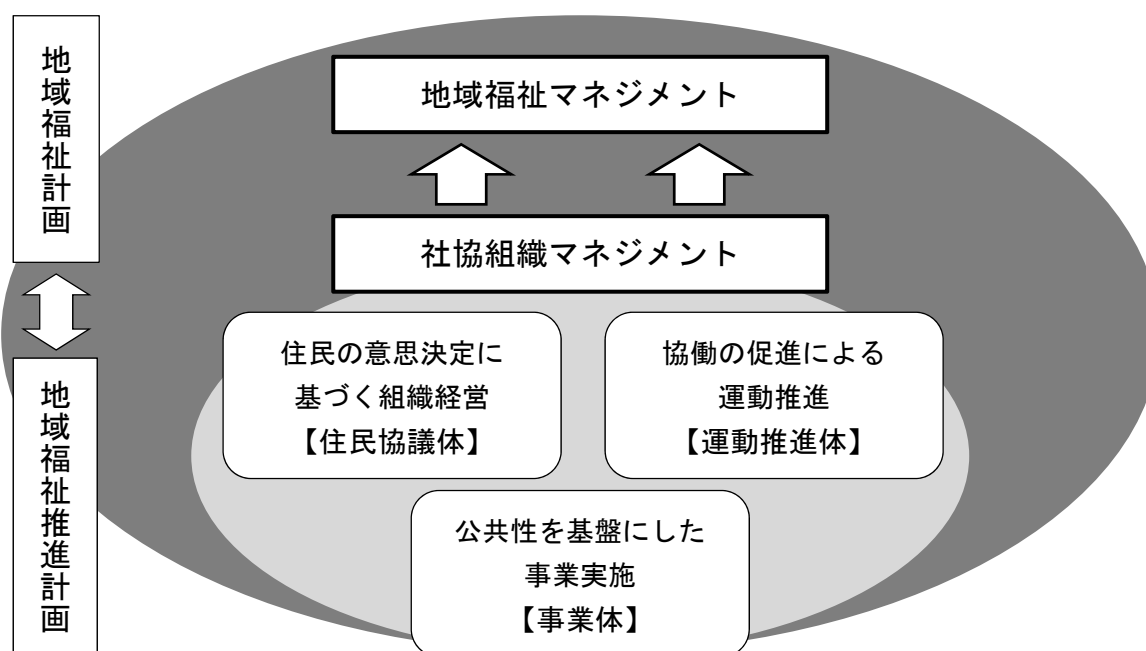 地域福祉計画
地域福祉マネジメント
社協組織マネジメント
住民の意思決定に
基づく組織経営
【住民協議体】
協働の促進による
運動推進
【運動推進体】
公共性を基盤にした
事業実施
【事業体】
地域福祉推進計画